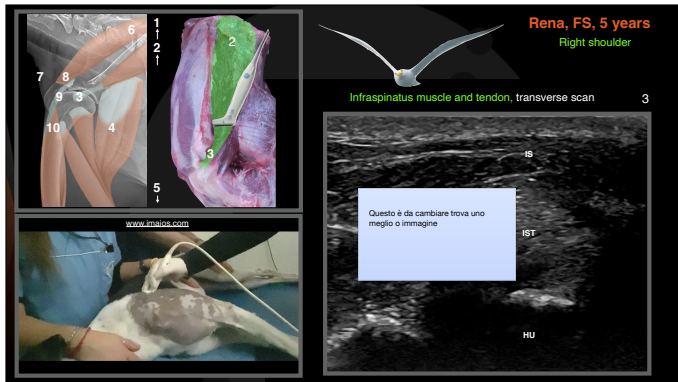 Rena, FS, 5 years
Right shoulder
Infraspinatus muscle and tendon, transverse scan
3
1
2
5
6
7
8
9
3
10
4
2
3
www.imaios.com
IS
Questo è da cambiare trova uno
meglio o immagine
IST
HU